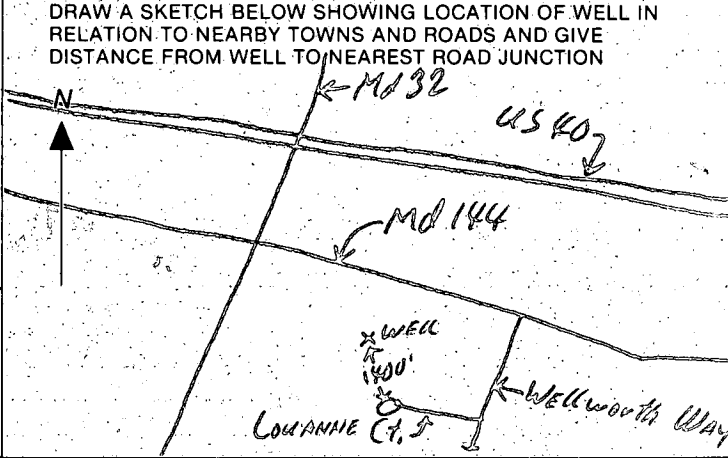 DRAW A SKETCH BELOW SHOWING LOCATION OF WELL IN
RELATION TO NEARBY TOWNS AND ROADS AND GIVE
DISTANCE FROM WELL TO NEAREST ROAD JUNCTION
Md 32
N
US 40
Md 144
WELL
400'
Wellworth Way
LOUANNE Ct.